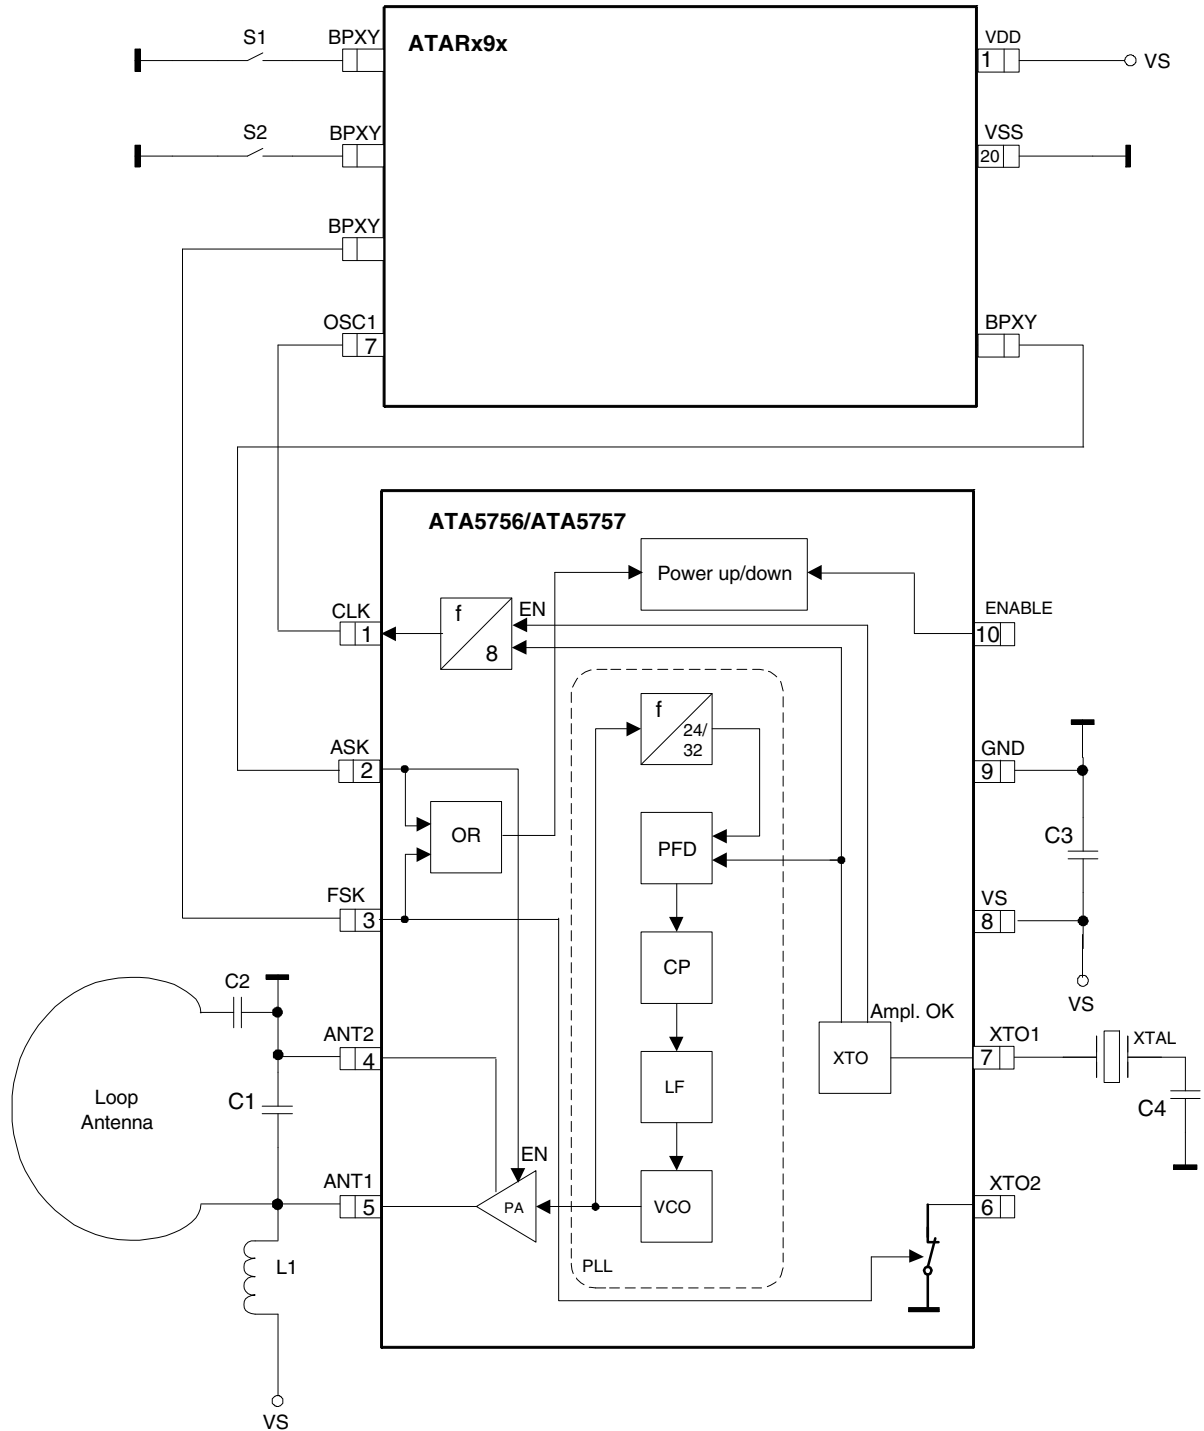 S1
BPXY
ATARx9x
VDD
1
VS
S2
BPXY
VSS
20
BPXY
OSC1
7
BPXY
ATA5756/ATA5757
Power up/down
CLK
1
f
8
EN
ENABLE
10
f
24/
32
ASK
2
GND
9
OR
PFD
C3
FSK
3
VS
8
CP
C2
VS
Ampl. OK
ANT2
4
XTO
XTO1
7
XTAL
Loop
Antenna
C1
LF
C4
EN
ANT1
5
PA
VCO
XTO2
6
L1
PLL
VS